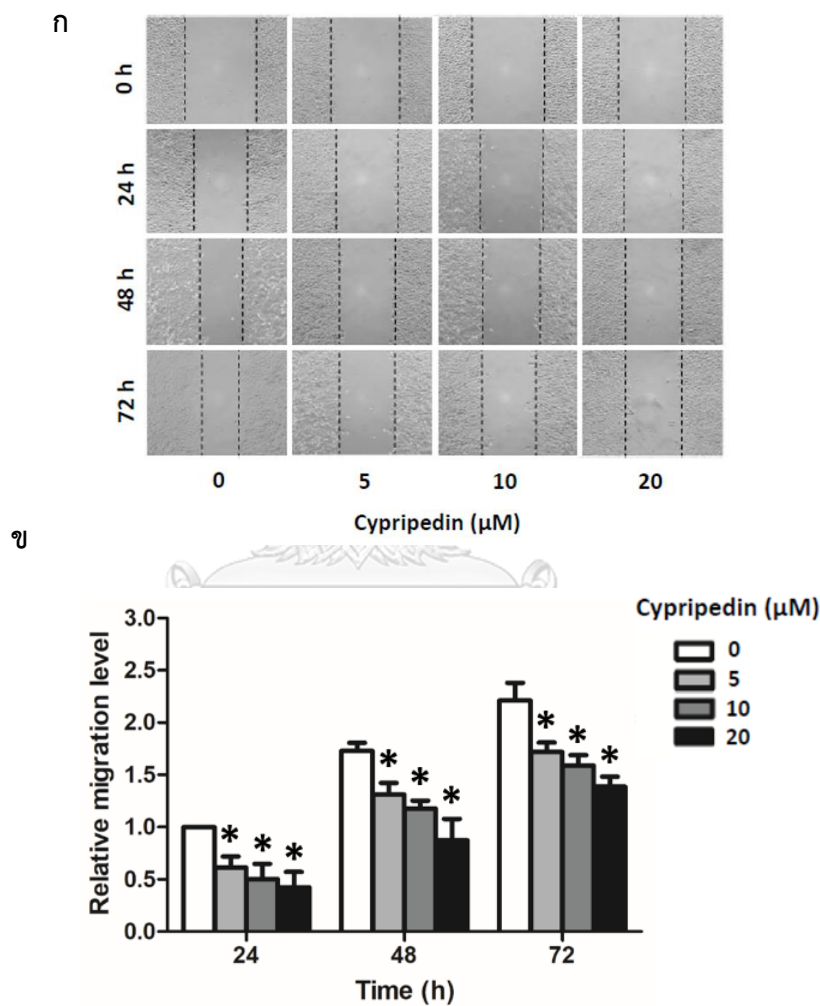 ก
0 h
24 h
48 h
72 h
0 5 10 20
Cypripedin (µM)
ข
Cypripedin (µM)
0
5
10
20
Relative migration level
3.0
2.5
2.0
1.5
1.0
0.5
0.0
* * *
* * *
* * *
24 48 72
Time (h)